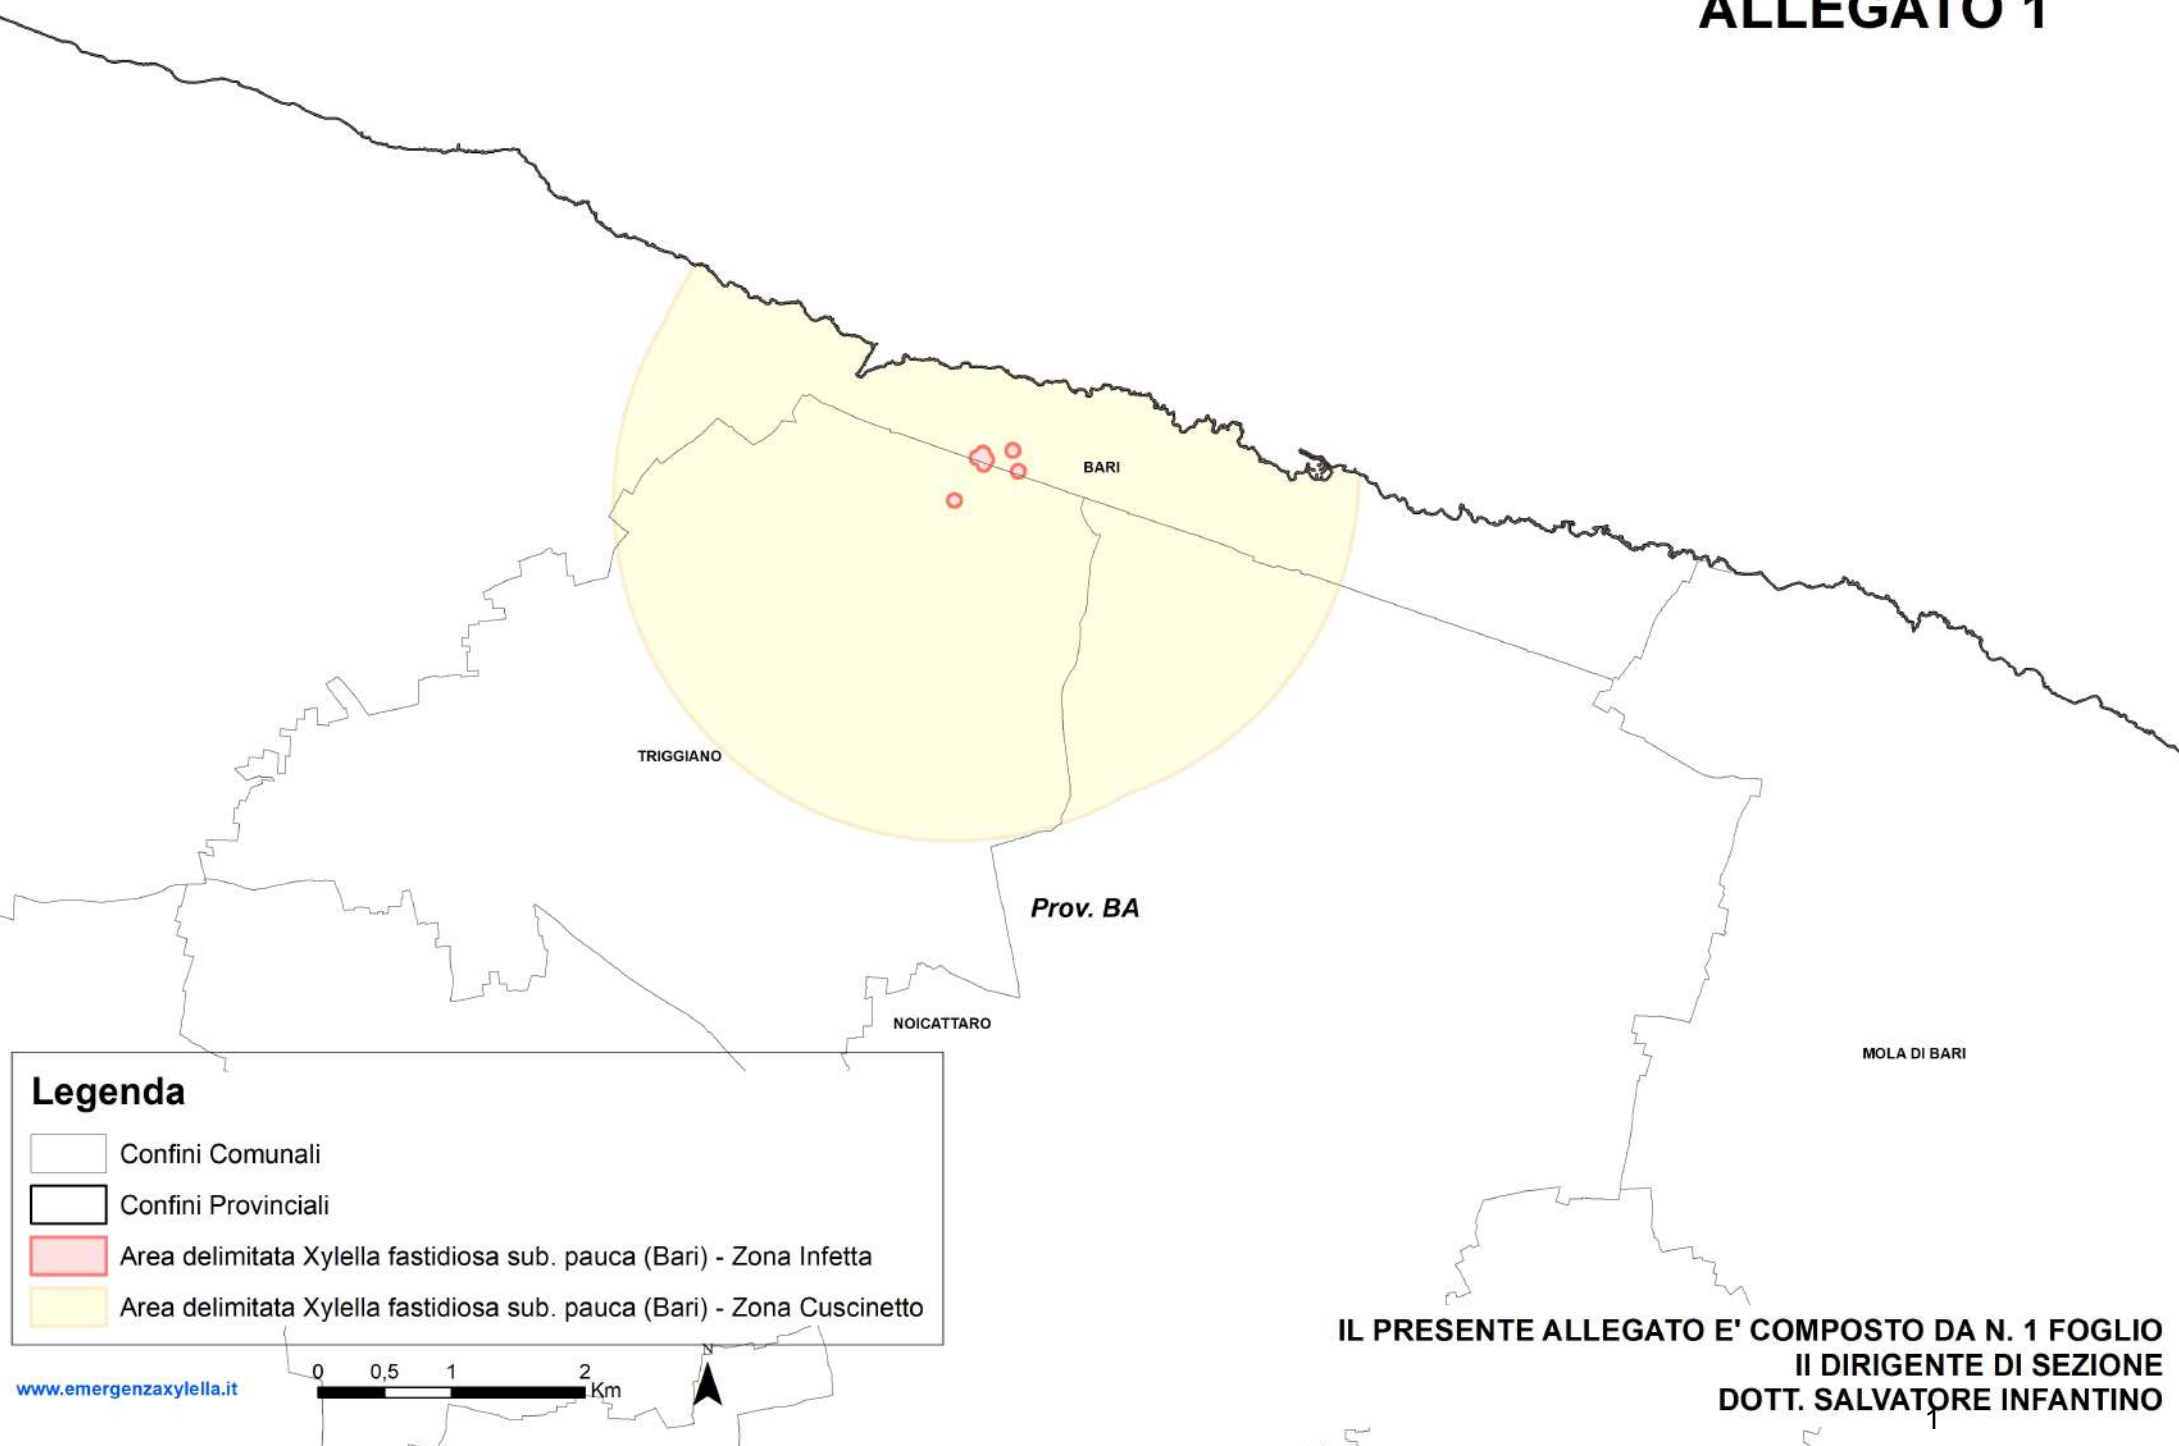 ALLEGATO 1
BARI
TRIGGIANO
Prov. BA
NOICATTARO
MOLA DI BARI
Legenda
Confini Comunali
Confini Provinciali
Area delimitata Xylella fastidiosa sub. pauca (Bari) - Zona Infetta
Area delimitata Xylella fastidiosa sub. pauca (Bari) - Zona Cuscinetto
N
0 0,5 1 2
Km
www.emergenzaxylella.it
IL PRESENTE ALLEGATO E' COMPOSTO DA N. 1 FOGLIO
Il DIRIGENTE DI SEZIONE
DOTT. SALVATORE INFANTINO
1